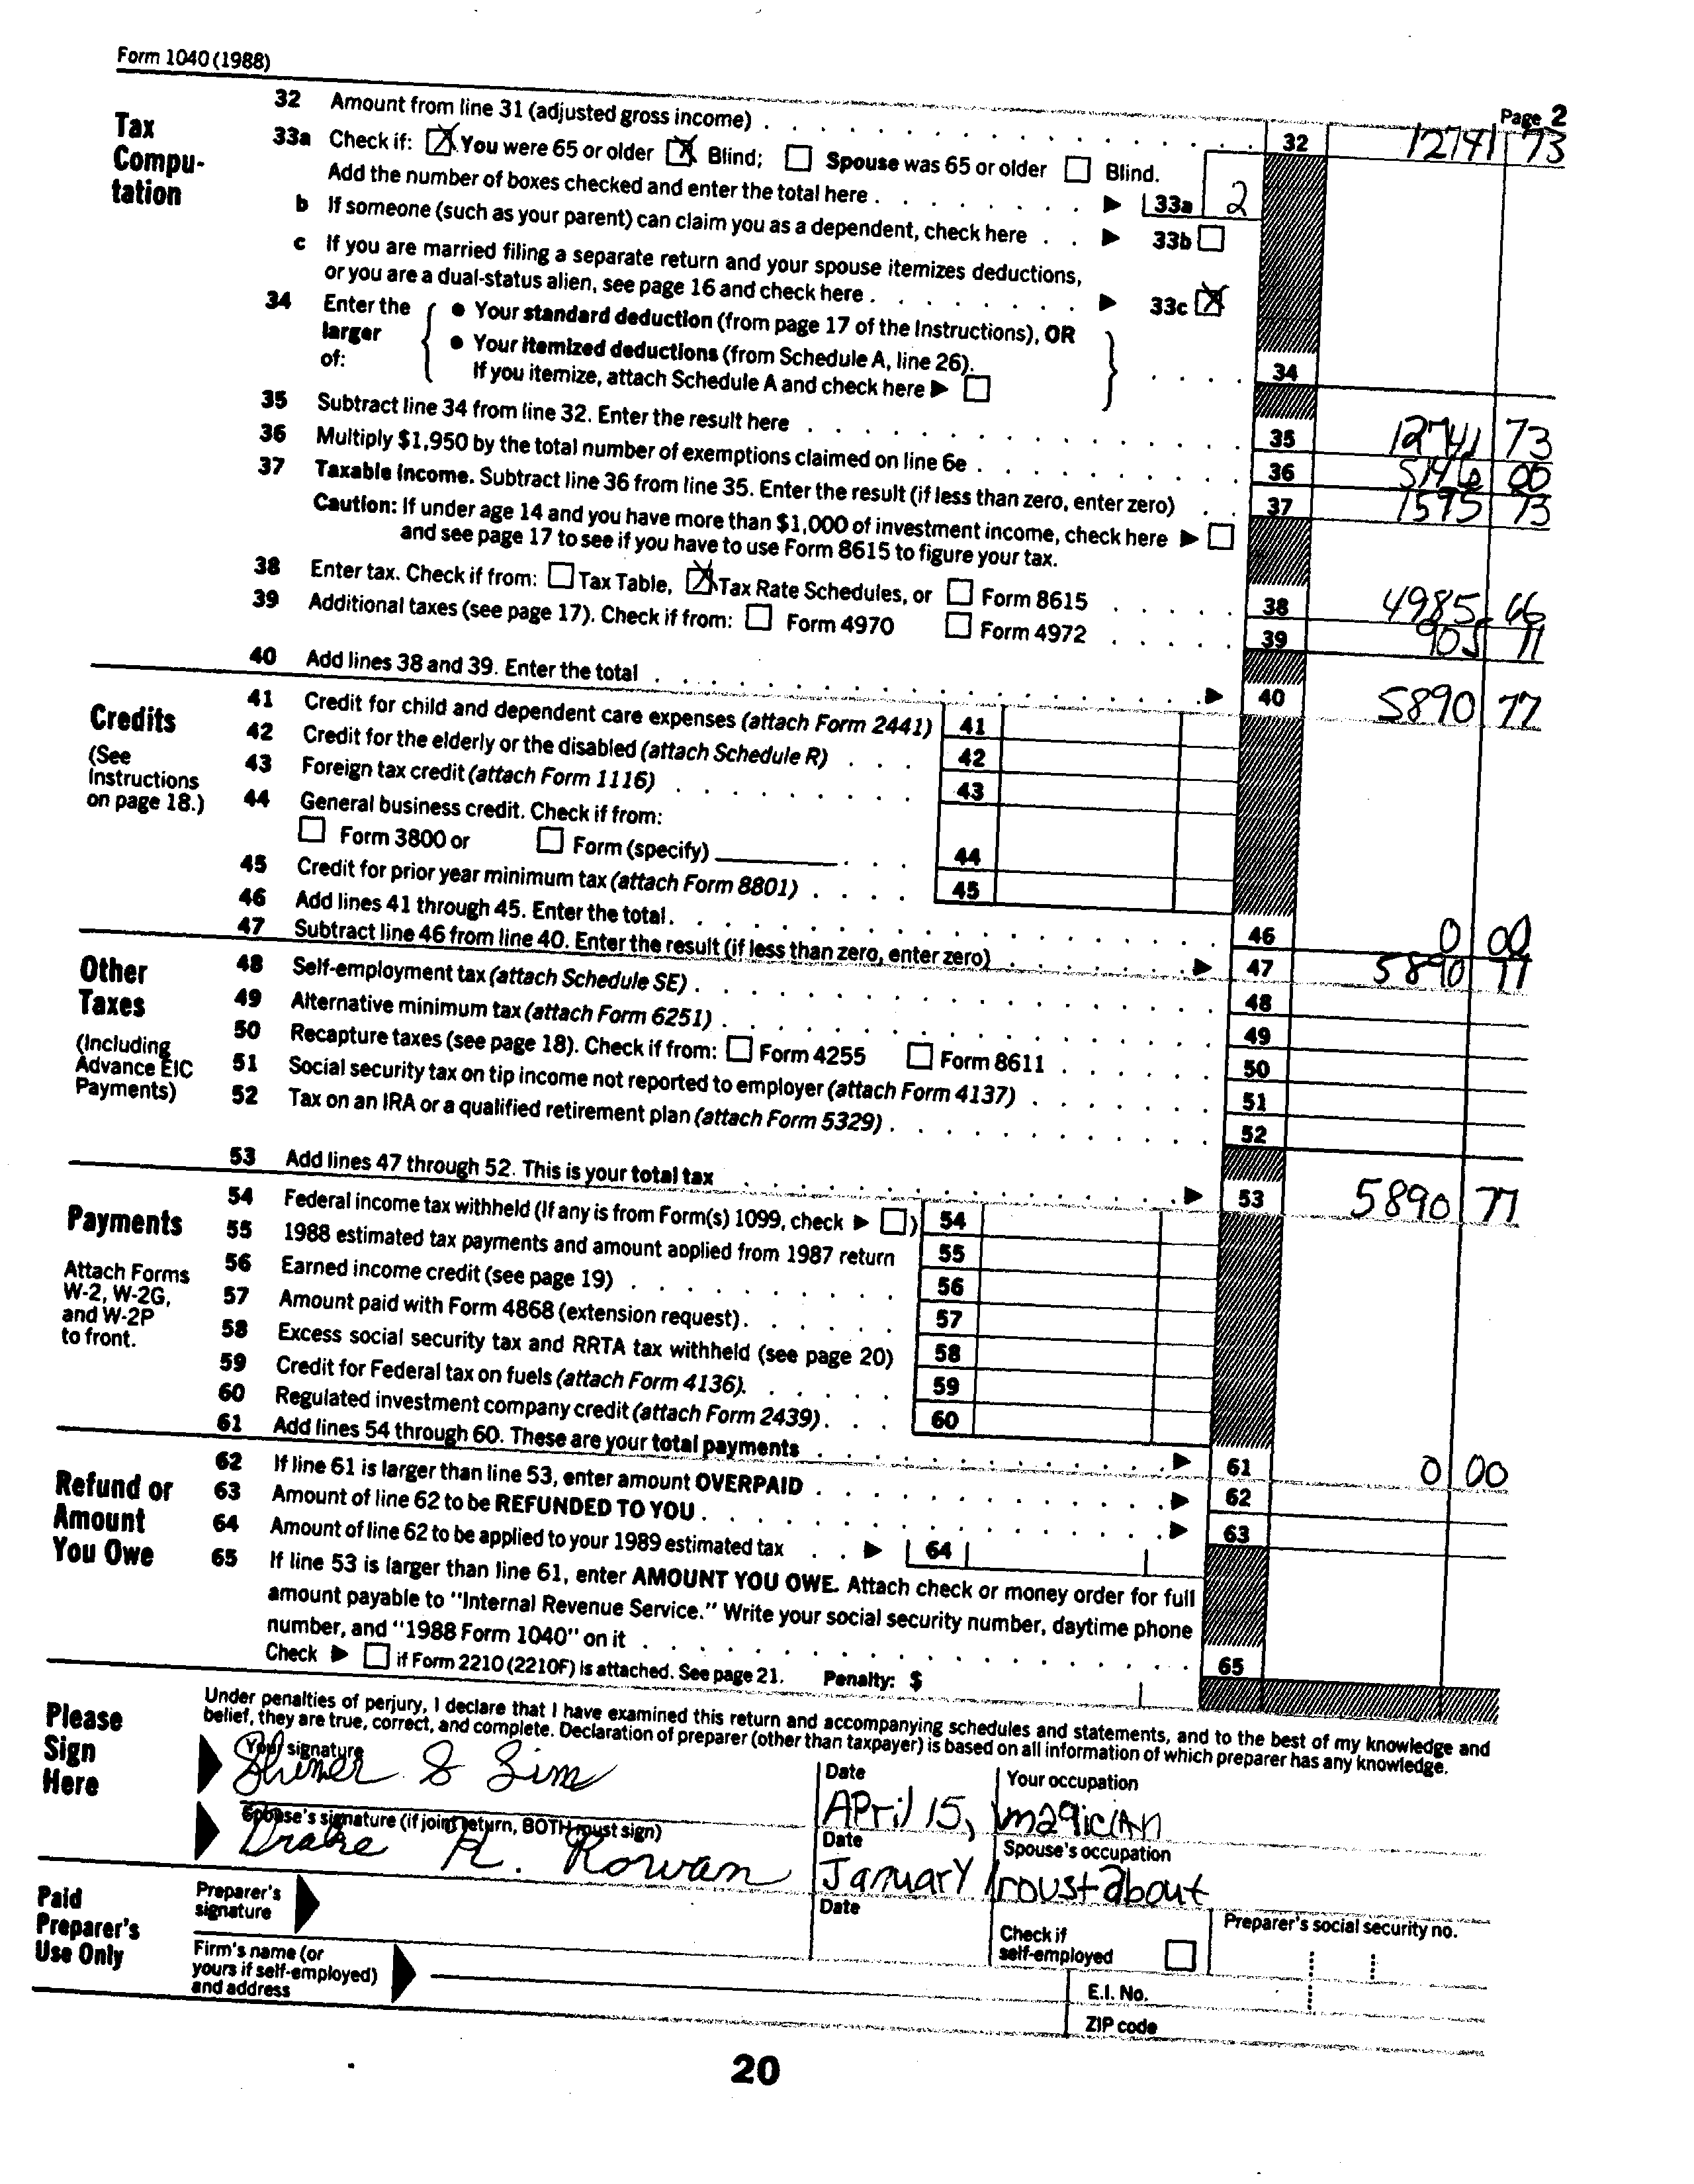 Form 1040 (1988)
Page 2
Tax Compu- tation
32 Amount from line 31 (adjusted gross income) 32 12741 73
33a Check if: You were 65 or older Blind; Spouse was 65 or older Blind.
Add the number of boxes checked and enter the total here 33a 2
b If someone (such as your parent) can claim you as a dependent, check here 33b
c If you are married filing a separate return and your spouse itemizes deductions,
or you are a dual-status alien, see page 16 and check here 33c
34 Enter the larger of:
• Your standard deduction (from page 17 of the Instructions), OR
• Your itemized deductions (from Schedule A, line 26).
If you itemize, attach Schedule A and check here 34
35 Subtract line 34 from line 32. Enter the result here 35 12741 73
36 Multiply $1,950 by the total number of exemptions claimed on line 6e 36 5146 00
37 Taxable income. Subtract line 36 from line 35. Enter the result (if less than zero, enter zero) 37 1595 73
Caution: If under age 14 and you have more than $1,000 of investment income, check here
and see page 17 to see if you have to use Form 8615 to figure your tax.
38 Enter tax. Check if from: Tax Table, Tax Rate Schedules, or Form 8615 38 4985 66
39 Additional taxes (see page 17). Check if from: Form 4970 Form 4972 39 905 11
40 Add lines 38 and 39. Enter the total 40 5890 77
Credits
(See Instructions on page 18.)
41 Credit for child and dependent care expenses (attach Form 2441) 41
42 Credit for the elderly or the disabled (attach Schedule R) 42
43 Foreign tax credit (attach Form 1116) 43
44 General business credit. Check if from:
Form 3800 or Form (specify) 44
45 Credit for prior year minimum tax (attach Form 8801) 45
46 Add lines 41 through 45. Enter the total 46 0 00
47 Subtract line 46 from line 40. Enter the result (if less than zero, enter zero) 47 5890 77
Other Taxes
(Including Advance EIC Payments)
48 Self-employment tax (attach Schedule SE) 48
49 Alternative minimum tax (attach Form 6251) 49
50 Recapture taxes (see page 18). Check if from: Form 4255 Form 8611 50
51 Social security tax on tip income not reported to employer (attach Form 4137) 51
52 Tax on an IRA or a qualified retirement plan (attach Form 5329) 52
53 Add lines 47 through 52. This is your total tax 53 5890 77
Payments
Attach Forms W-2, W-2G, and W-2P to front.
54 Federal income tax withheld (If any is from Form(s) 1099, check ) 54
55 1988 estimated tax payments and amount applied from 1987 return 55
56 Earned income credit (see page 19) 56
57 Amount paid with Form 4868 (extension request) 57
58 Excess social security tax and RRTA tax withheld (see page 20) 58
59 Credit for Federal tax on fuels (attach Form 4136) 59
60 Regulated investment company credit (attach Form 2439) 60
61 Add lines 54 through 60. These are your total payments 61 0 00
Refund or Amount You Owe
62 If line 61 is larger than line 53, enter amount OVERPAID 62
63 Amount of line 62 to be REFUNDED TO YOU 63
64 Amount of line 62 to be applied to your 1989 estimated tax 64
65 If line 53 is larger than line 61, enter AMOUNT YOU OWE. Attach check or money order for full
amount payable to "Internal Revenue Service." Write your social security number, daytime phone
number, and "1988 Form 1040" on it 65
Check if Form 2210 (2210F) is attached. See page 21. Penalty: $
Please Sign Here
Under penalties of perjury, I declare that I have examined this return and accompanying schedules and statements, and to the best of my knowledge and
belief, they are true, correct, and complete. Declaration of preparer (other than taxpayer) is based on all information of which preparer has any knowledge.
Your signature S Sim
Date April 15,
Your occupation magician
Spouse's signature (if joint return, BOTH must sign) Drake R. Rowan
Date January
Spouse's occupation roustabout
Paid Preparer's Use Only
Preparer's signature
Date
Check if self-employed
Preparer's social security no.
Firm's name (or yours if self-employed) and address
E.I. No.
ZIP code
20